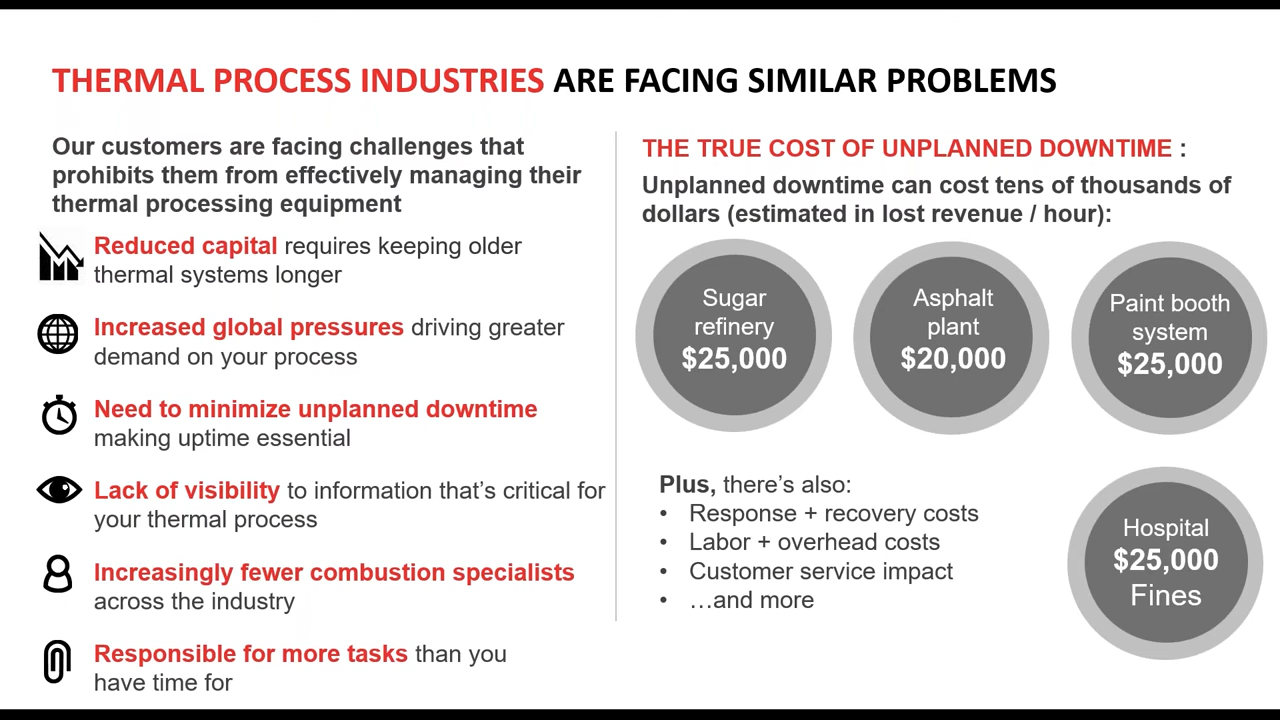 THERMAL PROCESS INDUSTRIES ARE FACING SIMILAR PROBLEMS
Our customers are facing challenges that
prohibits them from effectively managing their
thermal processing equipment
Reduced capital requires keeping older
thermal systems longer
Increased global pressures driving greater
demand on your process
Need to minimize unplanned downtime
making uptime essential
Lack of visibility to information that's critical for
your thermal process
Increasingly fewer combustion specialists
across the industry
Responsible for more tasks than you
have time for
THE TRUE COST OF UNPLANNED DOWNTIME :
Unplanned downtime can cost tens of thousands of
dollars (estimated in lost revenue / hour):
Sugar
refinery
$25,000
Asphalt
plant
$20,000
Paint booth
system
$25,000
Plus, there's also:
• Response + recovery costs
• Labor + overhead costs
• Customer service impact
• …and more
Hospital
$25,000
Fines